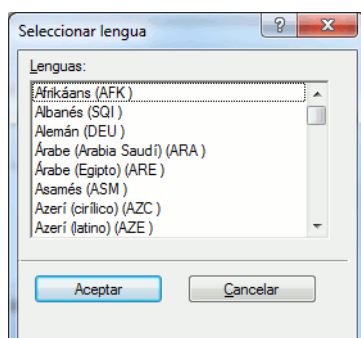 Seleccionar lengua
Lenguas:
Afrikáans (AFK )
Albanés (SQI )
Alemán (DEU )
Árabe (Arabia Saudí) (ARA )
Árabe (Egipto) (ARE )
Asamés (ASM )
Azerí (cirílico) (AZC )
Azerí (latino) (AZE )
Aceptar
Cancelar